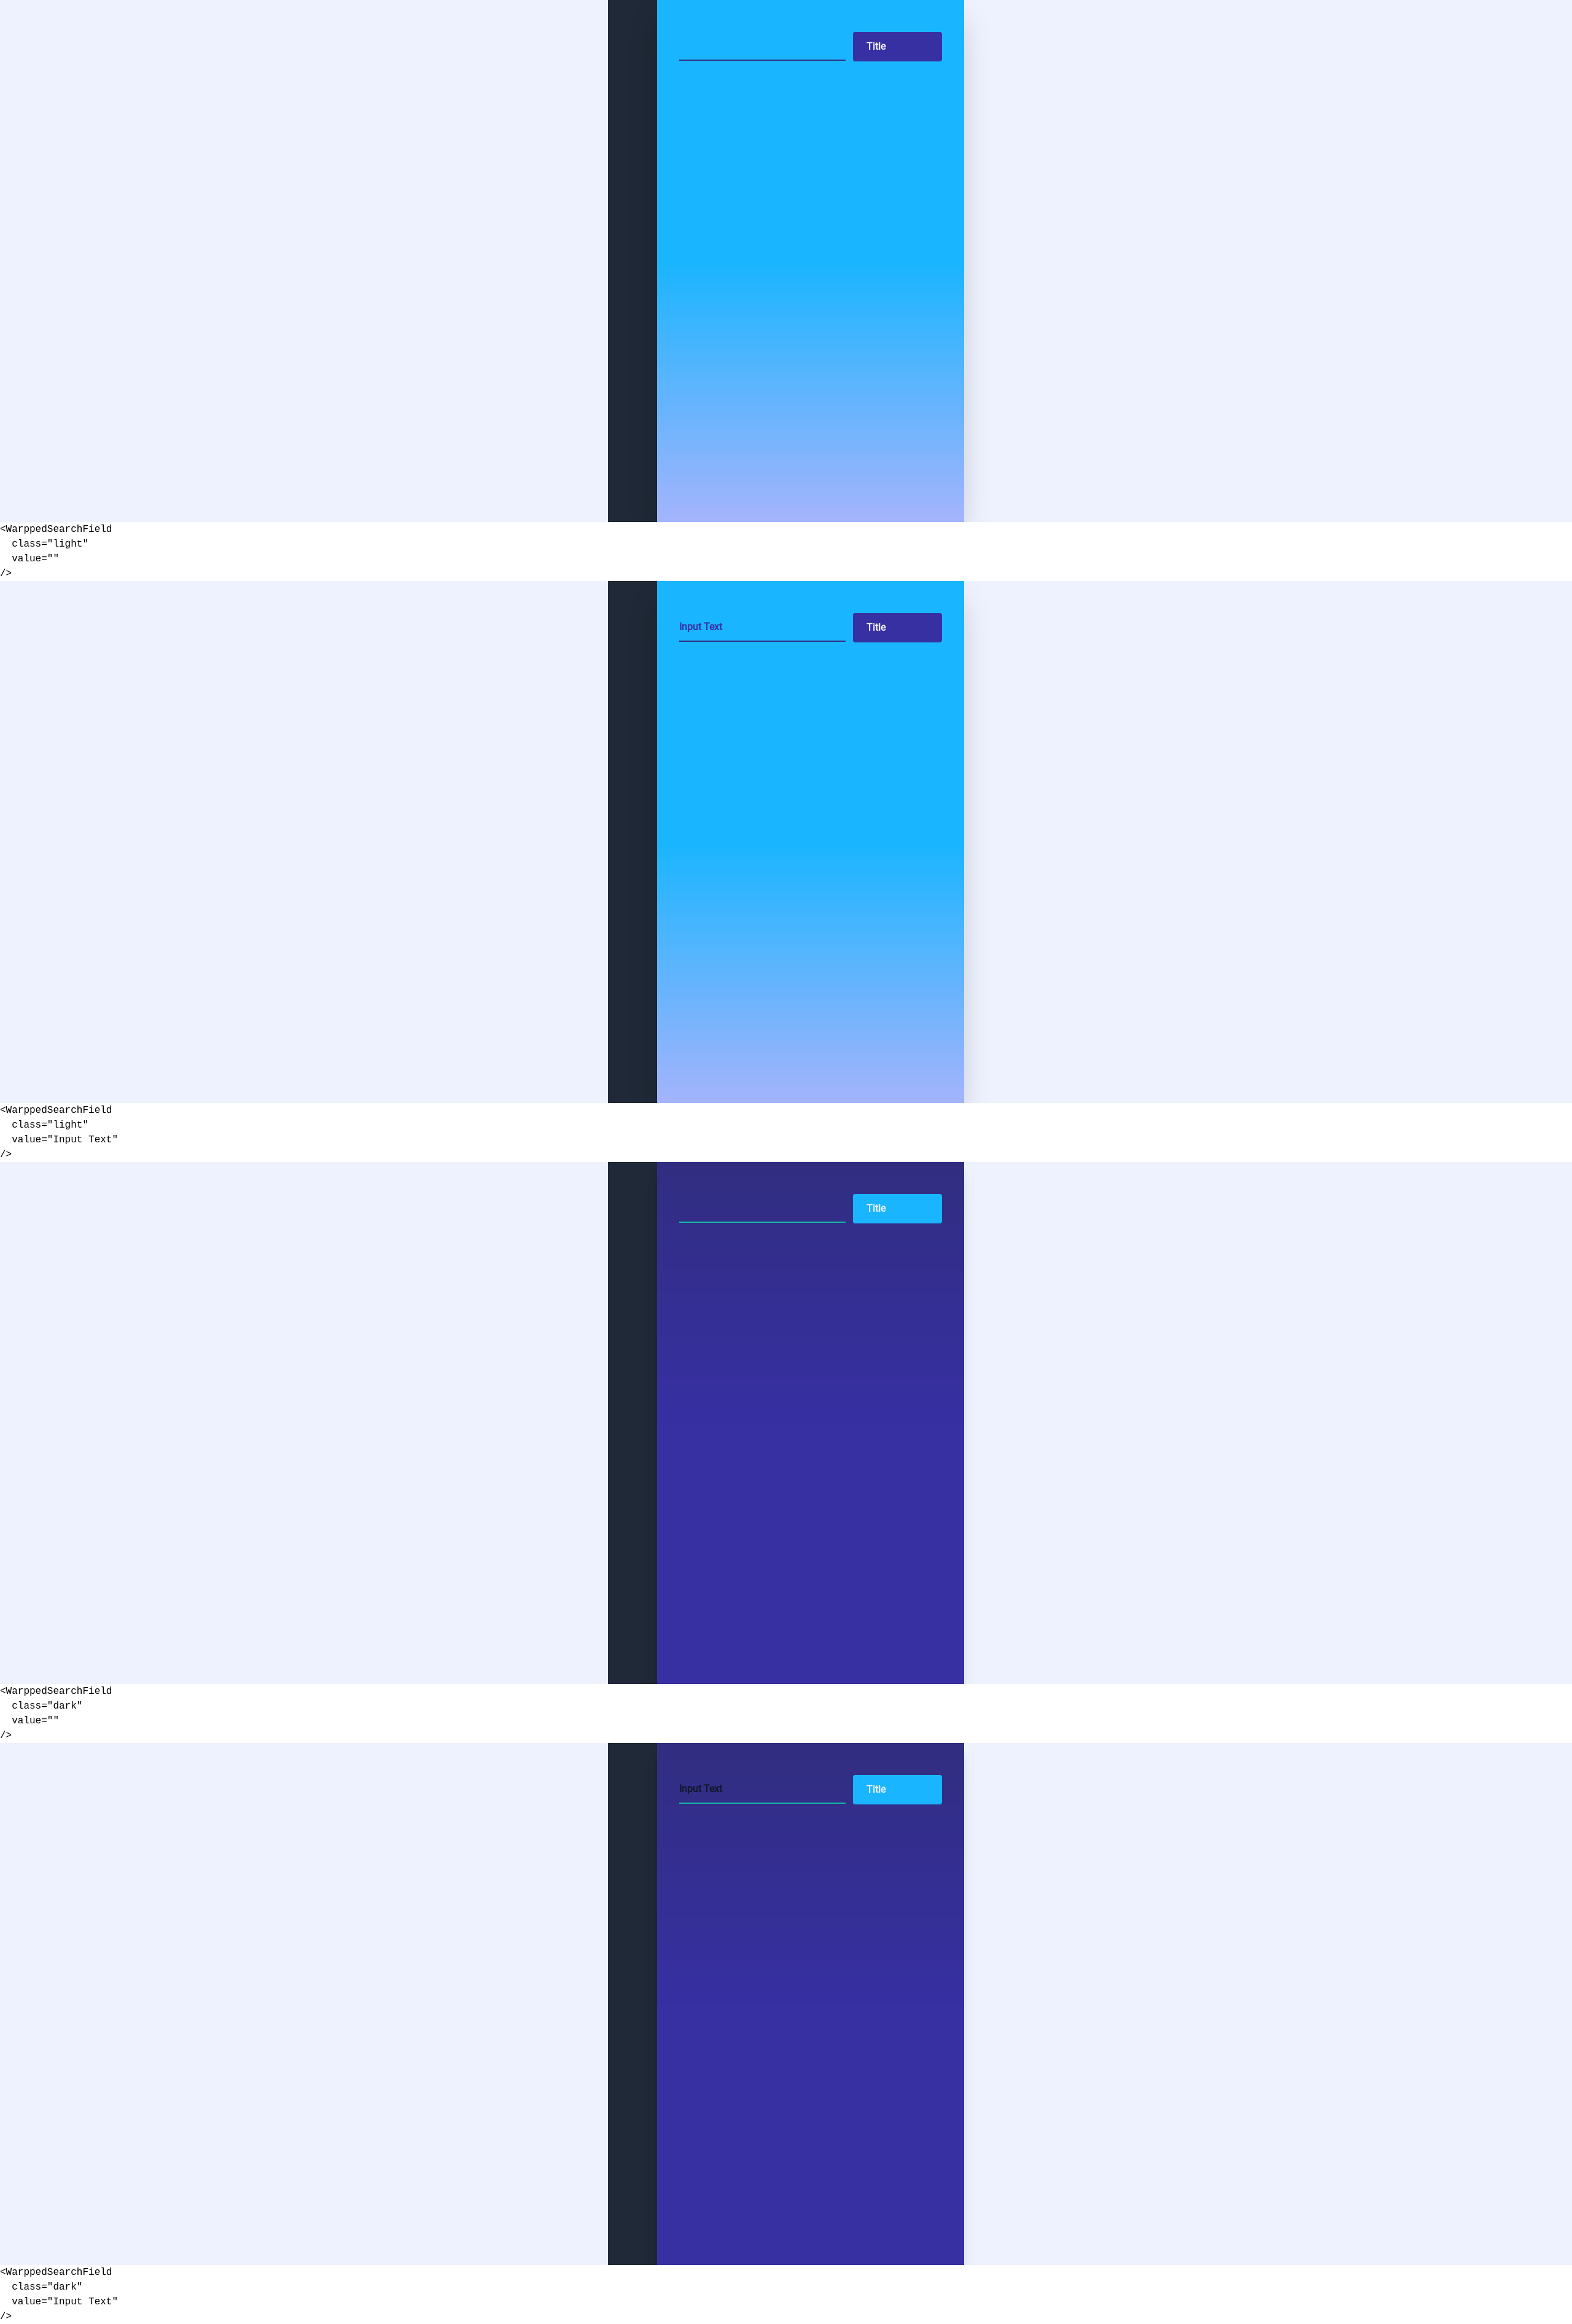 Title
<WarppedSearchField
  class="light"
  value=""
/>
Input Text Title
<WarppedSearchField
  class="light"
  value="Input Text"
/>
Title
<WarppedSearchField
  class="dark"
  value=""
/>
Input Text Title
<WarppedSearchField
  class="dark"
  value="Input Text"
/>